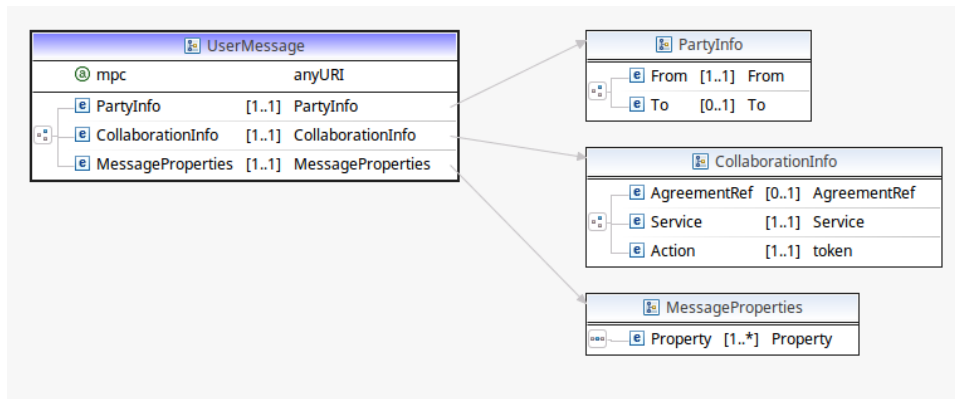 UserMessage
mpc anyURI
PartyInfo [1..1] PartyInfo
CollaborationInfo [1..1] CollaborationInfo
MessageProperties [1..1] MessageProperties
PartyInfo
From [1..1] From
To [0..1] To
CollaborationInfo
AgreementRef [0..1] AgreementRef
Service [1..1] Service
Action [1..1] token
MessageProperties
Property [1..*] Property